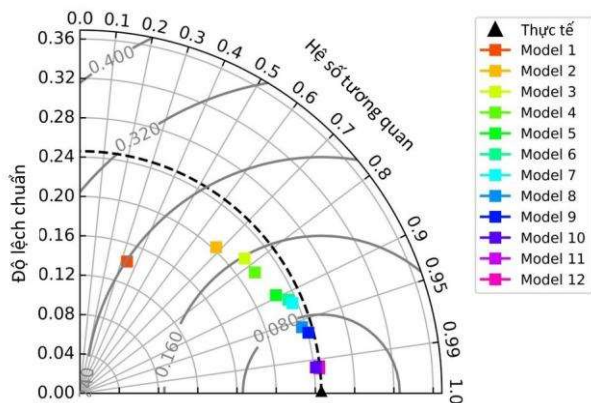 0.0 0.1 0.2 0.3 0.4 0.5 0.6 0.7 0.8 0.9 0.95 0.99 1.0
Hệ số tương quan
Độ lệch chuẩn
0.36
0.32
0.28
0.24
0.20
0.16
0.12
0.08
0.04
0.00
0.400
0.320
0.160
0.080
Thực tế
Model 1
Model 2
Model 3
Model 4
Model 5
Model 6
Model 7
Model 8
Model 9
Model 10
Model 11
Model 12